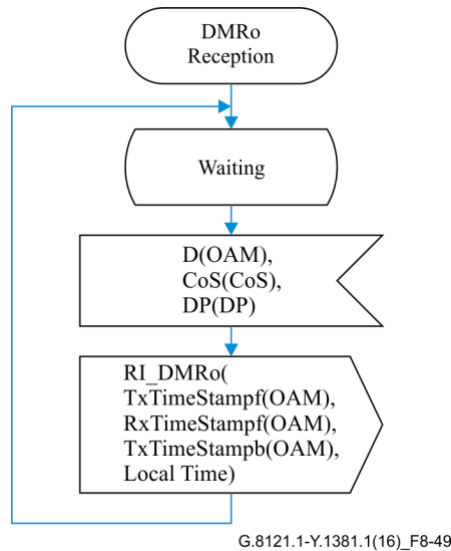 DMRo
Reception
Waiting
D(OAM),
CoS(CoS),
DP(DP)
RI_DMRo(
TxTimeStampf(OAM),
RxTimeStampf(OAM),
TxTimeStampb(OAM),
Local Time)
G.8121.1-Y.1381.1(16)_F8-49